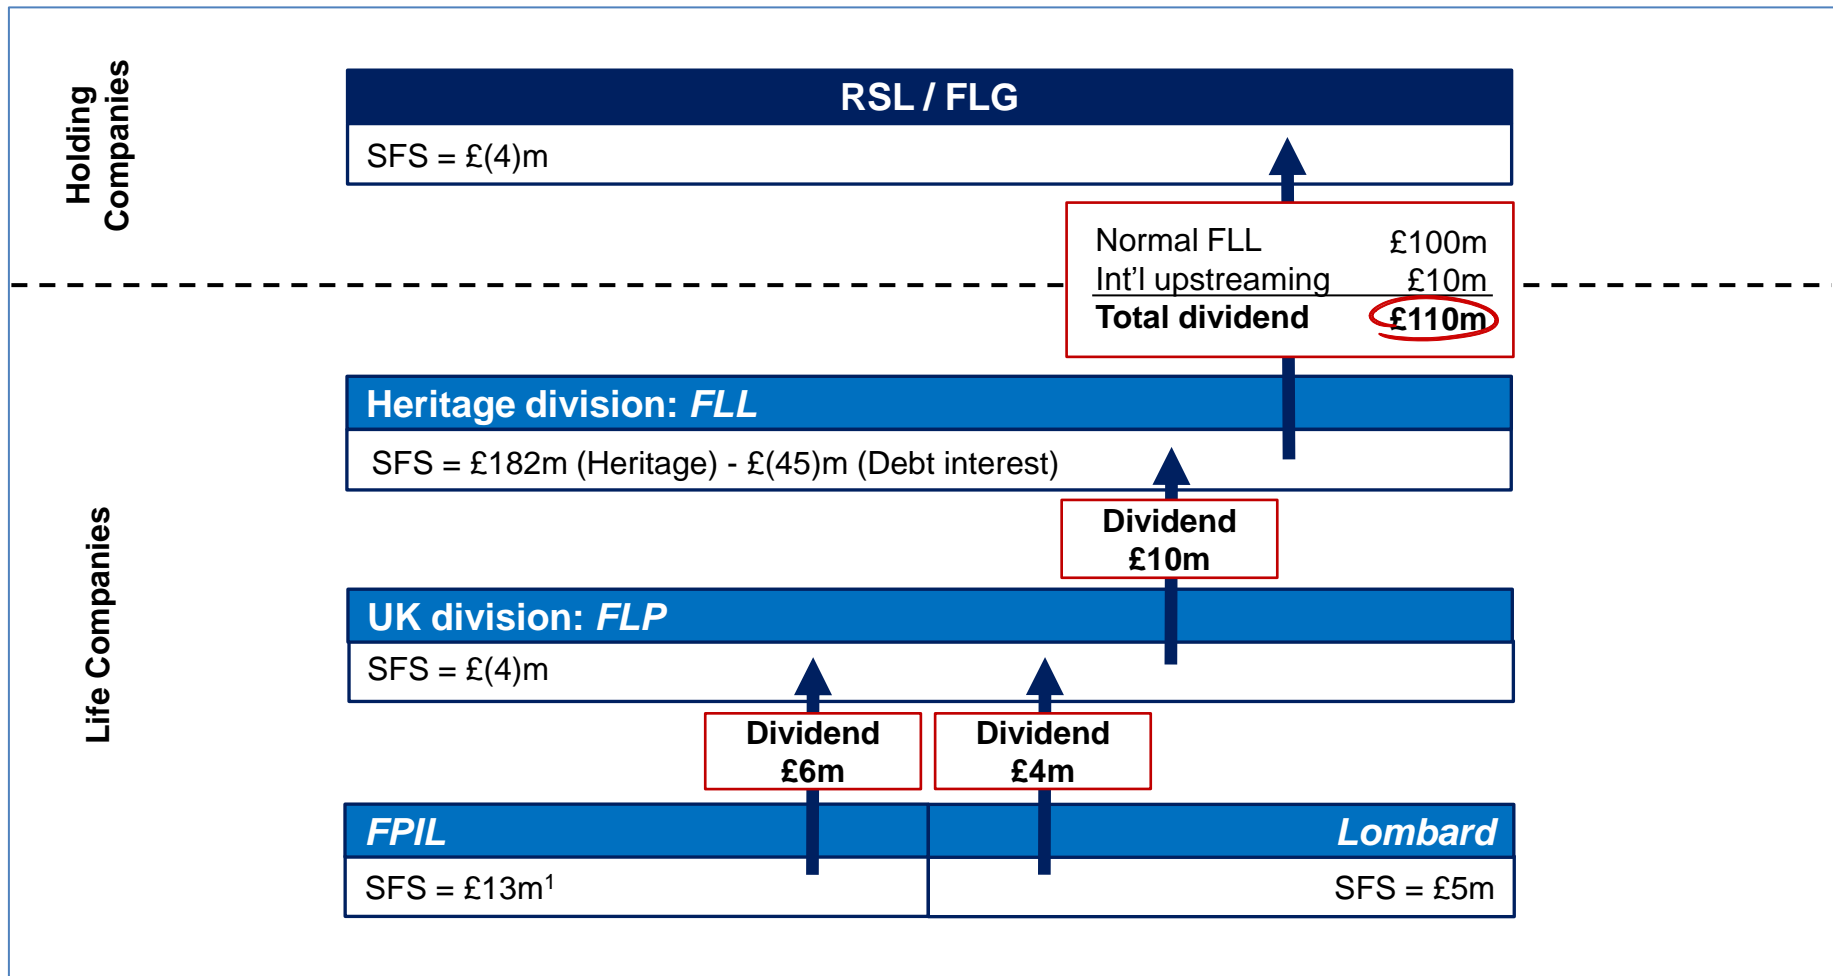 Holding
Companies
RSL / FLG
SFS = £(4)m
Normal FLL £100m
Int'l upstreaming £10m
Total dividend £110m
Heritage division: FLL
SFS = £182m (Heritage) - £(45)m (Debt interest)
Dividend
£10m
Life Companies
UK division: FLP
SFS = £(4)m
Dividend
£6m
Dividend
£4m
FPIL
Lombard
SFS = £13m¹
SFS = £5m